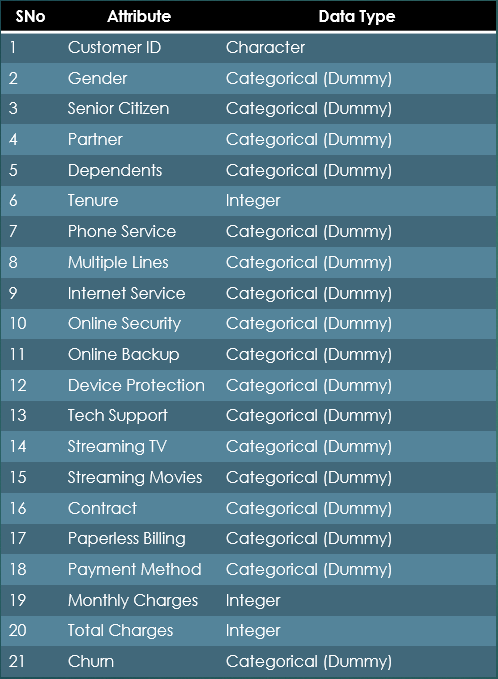 SNo Attribute Data Type
1 Customer ID Character
2 Gender Categorical (Dummy)
3 Senior Citizen Categorical (Dummy)
4 Partner Categorical (Dummy)
5 Dependents Categorical (Dummy)
6 Tenure Integer
7 Phone Service Categorical (Dummy)
8 Multiple Lines Categorical (Dummy)
9 Internet Service Categorical (Dummy)
10 Online Security Categorical (Dummy)
11 Online Backup Categorical (Dummy)
12 Device Protection Categorical (Dummy)
13 Tech Support Categorical (Dummy)
14 Streaming TV Categorical (Dummy)
15 Streaming Movies Categorical (Dummy)
16 Contract Categorical (Dummy)
17 Paperless Billing Categorical (Dummy)
18 Payment Method Categorical (Dummy)
19 Monthly Charges Integer
20 Total Charges Integer
21 Churn Categorical (Dummy)